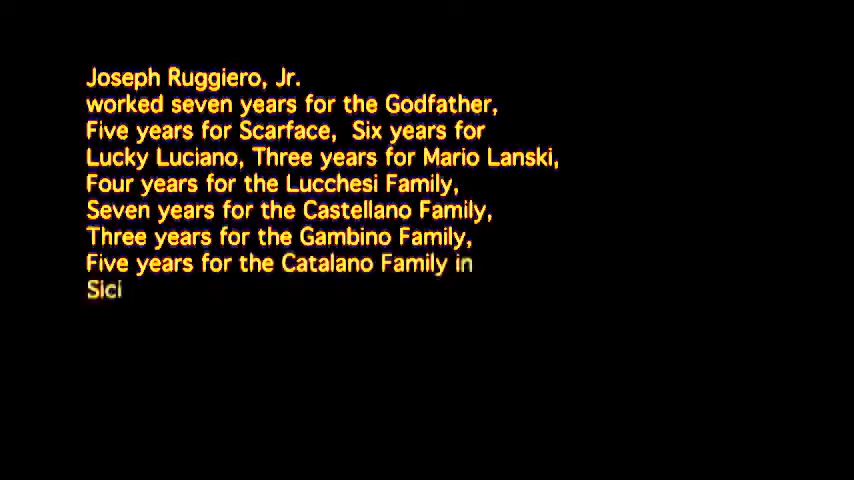 Joseph Ruggiero, Jr.
worked seven years for the Godfather,
Five years for Scarface,  Six years for
Lucky Luciano, Three years for Mario Lanski,
Four years for the Lucchesi Family,
Seven years for the Castellano Family,
Three years for the Gambino Family,
Five years for the Catalano Family in
Sici